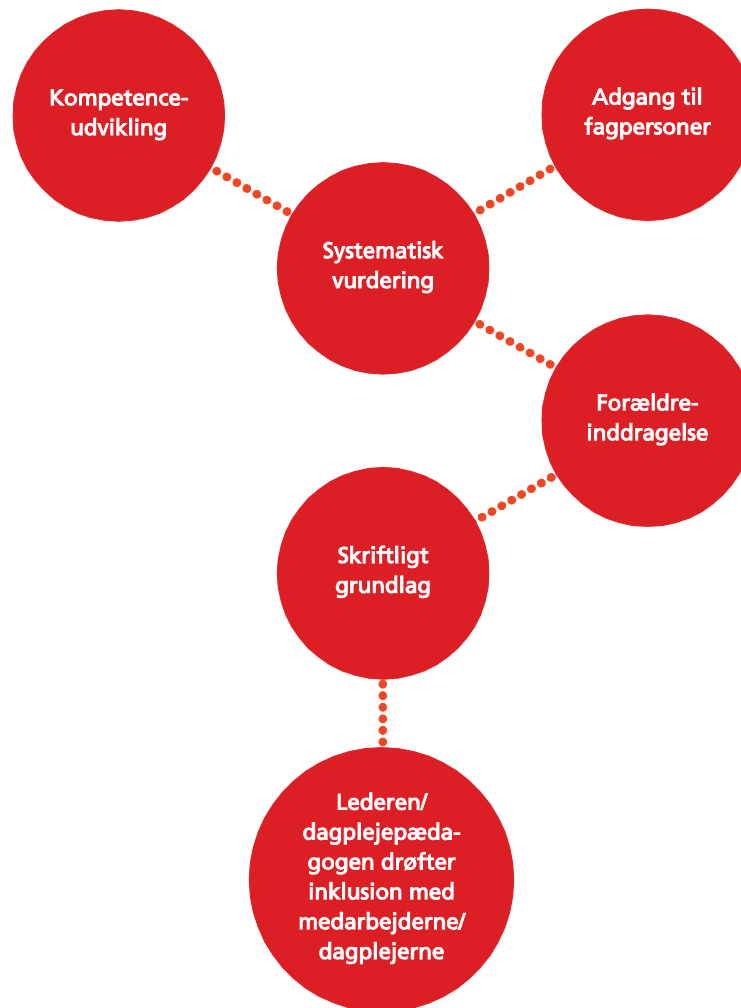 Kompetence-
udvikling
Adgang til
fagpersoner
Systematisk
vurdering
Forældre-
inddragelse
Skriftligt
grundlag
Lederen/
dagplejepæda-
gogen drøfter
inklusion med
medarbejderne/
dagplejerne